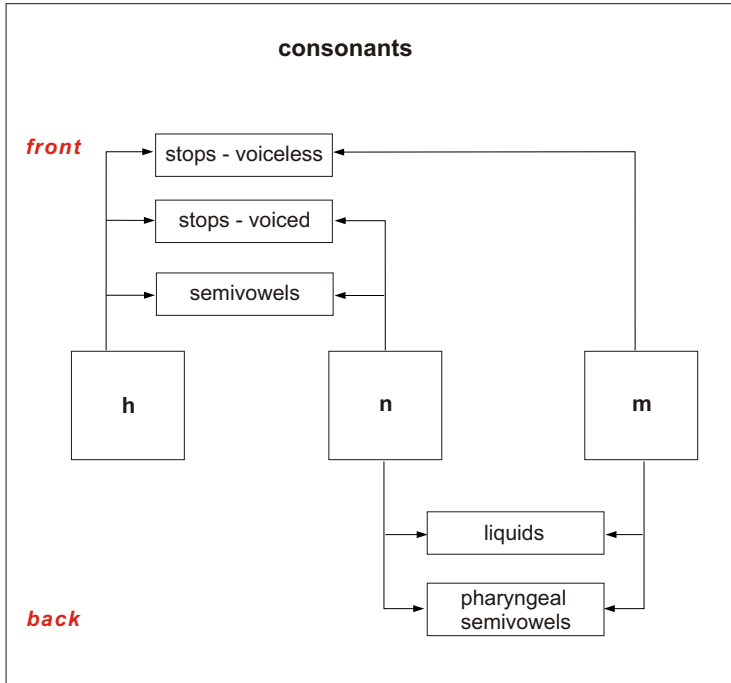 consonants
front
stops - voiceless
stops - voiced
semivowels
h
n
m
liquids
pharyngeal
semivowels
back